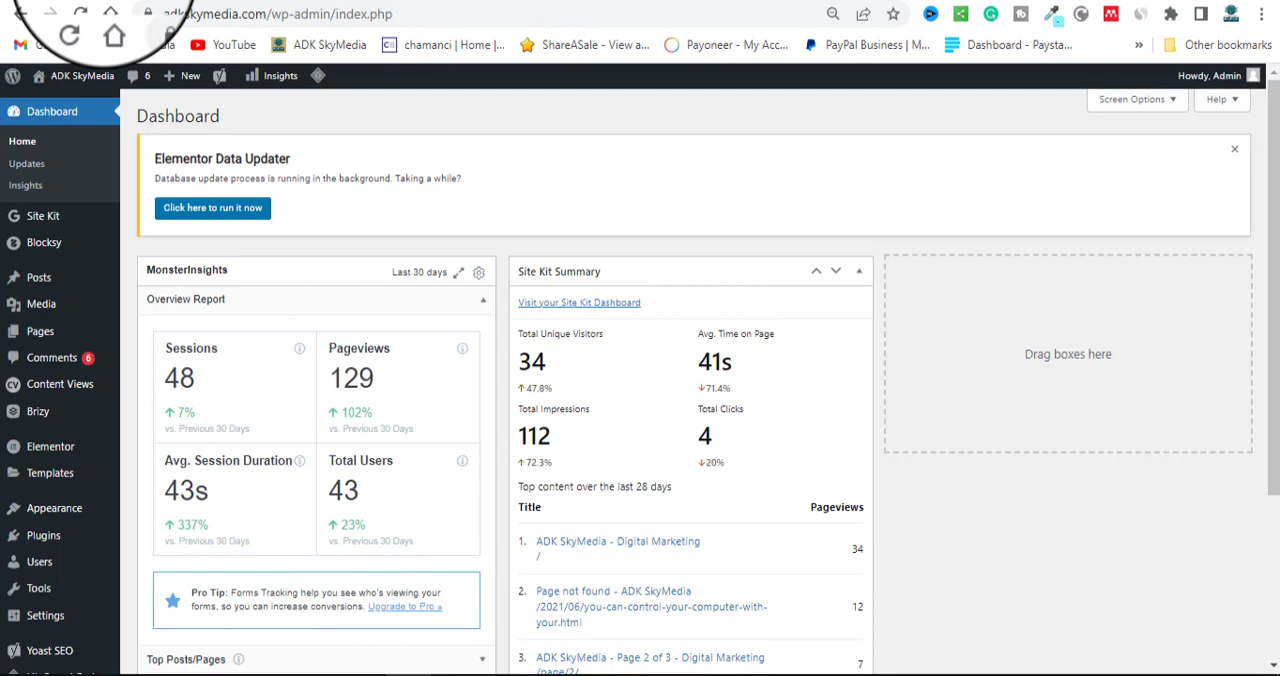 adkskymedia.com/wp-admin/index.php
YouTube
ADK SkyMedia
chamanci | Home |...
ShareASale - View a...
Payoneer - My Acc...
PayPal Business | M...
Dashboard - Paysta...
»
Other bookmarks
ADK SkyMedia
6
New
Insights
Howdy, Admin
Dashboard
Home
Updates
Insights
Site Kit
Blocksy
Posts
Media
Pages
Comments 6
Content Views
Brizy
Elementor
Templates
Appearance
Plugins
Users
Tools
Settings
Yoast SEO
Screen Options ▼
Help ▼
Dashboard
Elementor Data Updater
Database update process is running in the background. Taking a while?
Click here to run it now
MonsterInsights
Last 30 days
Overview Report
Sessions
48
↑ 7%
vs. Previous 30 Days
Pageviews
129
↑ 102%
vs. Previous 30 Days
Avg. Session Duration
43s
↑ 337%
vs. Previous 30 Days
Total Users
43
↑ 23%
vs. Previous 30 Days
Pro Tip: Forms Tracking help you see who's viewing your
forms, so you can increase conversions. Upgrade to Pro »
Top Posts/Pages
Site Kit Summary
Visit your Site Kit Dashboard
Total Unique Visitors
34
↑ 47.8%
Avg. Time on Page
41s
↓ 71.4%
Total Impressions
112
↑ 72.3%
Total Clicks
4
↓ 20%
Top content over the last 28 days
Title
Pageviews
1. ADK SkyMedia - Digital Marketing
/
34
2. Page not found - ADK SkyMedia
/2021/06/you-can-control-your-computer-with-
your.html
12
3. ADK SkyMedia - Page 2 of 3 - Digital Marketing
/page/2/
7
Drag boxes here